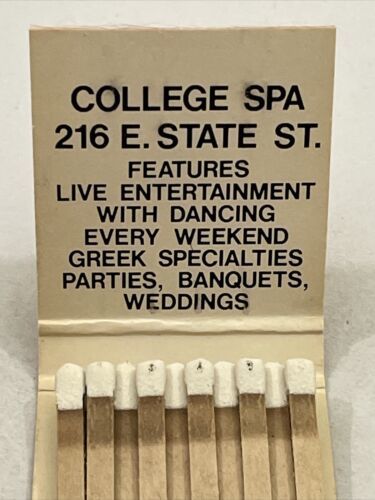 COLLEGE SPA
216 E. STATE ST.
FEATURES
LIVE ENTERTAINMENT
WITH DANCING
EVERY WEEKEND
GREEK SPECIALTIES
PARTIES, BANQUETS,
WEDDINGS